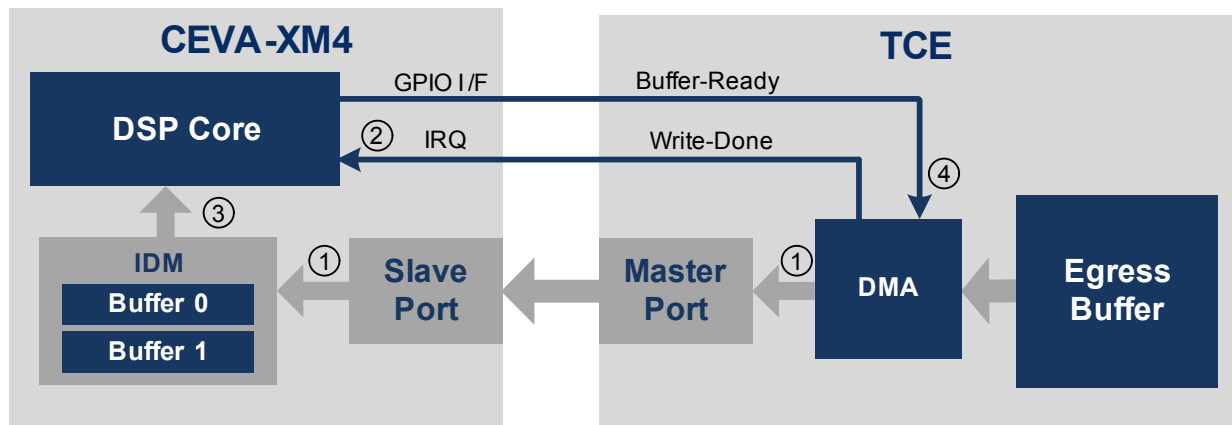 CEVA-XM4
TCE
DSP Core
GPIO I/F
Buffer-Ready
②
IRQ
Write-Done
④
③
IDM
Buffer 0
Buffer 1
①
Slave
Port
Master
Port
①
DMA
Egress
Buffer